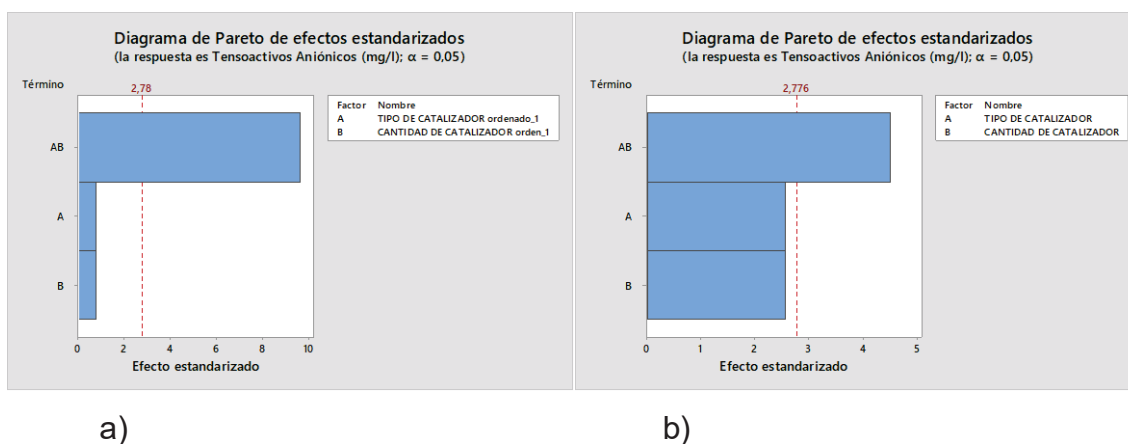 Diagrama de Pareto de efectos estandarizados
(la respuesta es Tensoactivos Aniónicos (mg/l); α = 0,05)
Término
2,78
AB
A
B
0 2 4 6 8 10
Efecto estandarizado
Factor Nombre
A TIPO DE CATALIZADOR ordenado_1
B CANTIDAD DE CATALIZADOR orden_1
a)
Diagrama de Pareto de efectos estandarizados
(la respuesta es Tensoactivos Aniónicos (mg/l); α = 0,05)
Término
2,776
AB
A
B
0 1 2 3 4 5
Efecto estandarizado
Factor Nombre
A TIPO DE CATALIZADOR
B CANTIDAD DE CATALIZADOR
b)